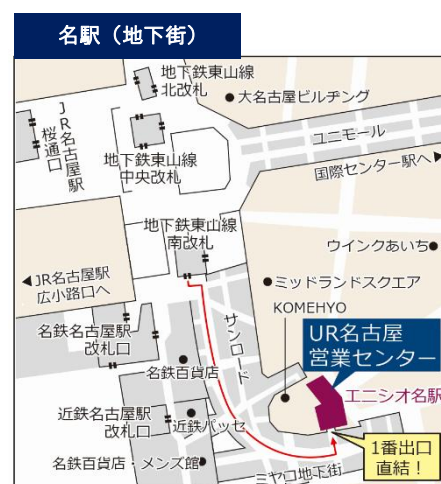 名駅（地下街）
地下鉄東山線
北改札
大名古屋ビルヂング
JR名古屋駅
桜通口
ユニモール
地下鉄東山線
中央改札
国際センター駅へ
地下鉄東山線
南改札
ウインクあいち
JR名古屋駅
広小路口へ
ミッドランドスクエア
サンロード
KOMEHYO
名鉄名古屋駅
改札口
UR名古屋
営業センター
名鉄百貨店
エニシオ名駅
近鉄名古屋駅
改札口
近鉄パッセ
1番出口
直結！
名鉄百貨店・メンズ館
ミヤコ地下街